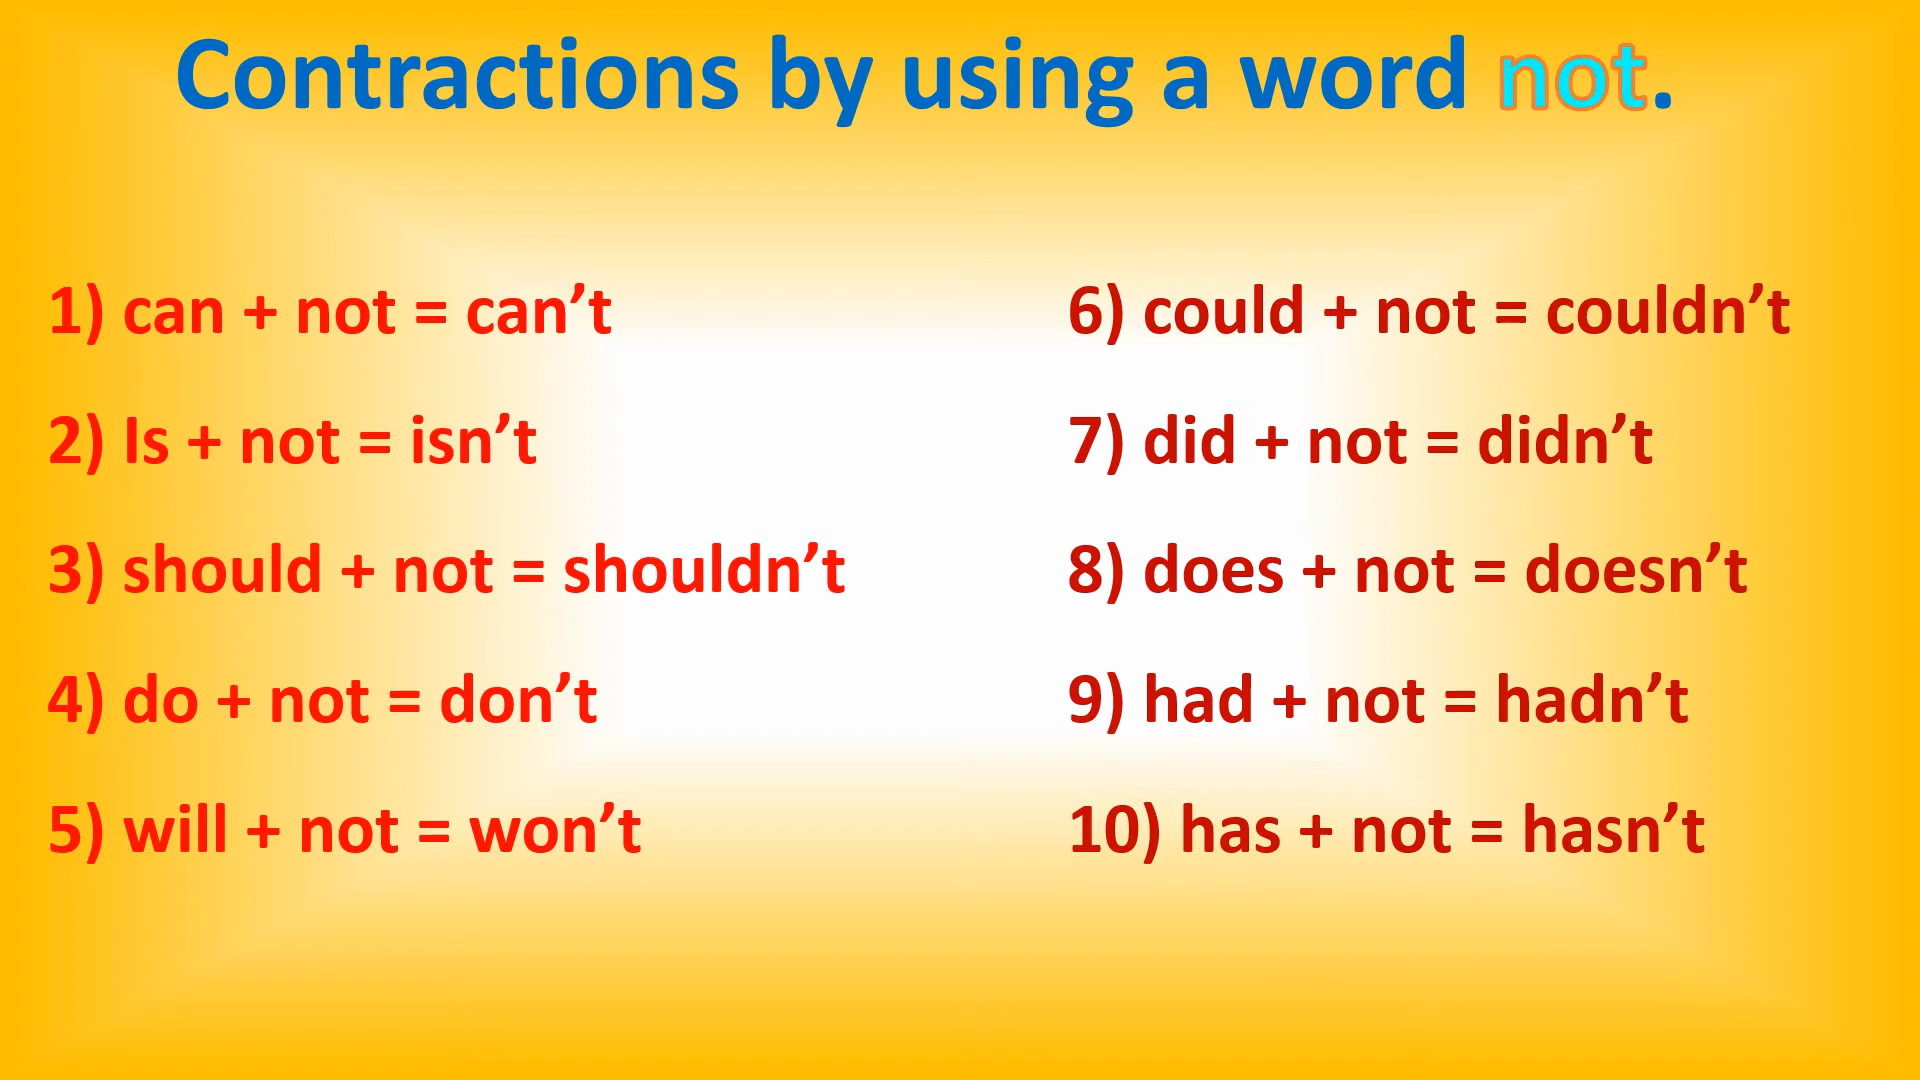 Contractions by using a word not.
1) can + not = can’t
2) Is + not = isn’t
3) should + not = shouldn’t
4) do + not = don’t
5) will + not = won’t
6) could + not = couldn’t
7) did + not = didn’t
8) does + not = doesn’t
9) had + not = hadn’t
10) has + not = hasn’t